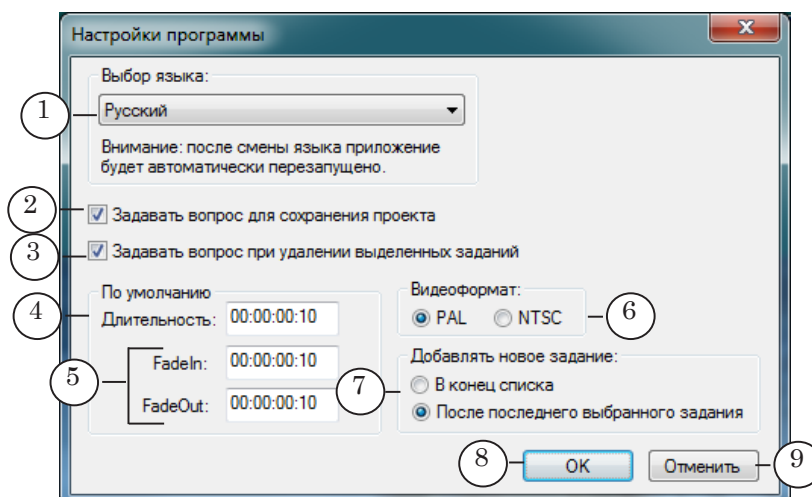 Настройки программы
Выбор языка:
1
Русский
Внимание: после смены языка приложение
будет автоматически перезапущено.
2
Задавать вопрос для сохранения проекта
3
Задавать вопрос при удалении выделенных заданий
По умолчанию
4
Длительность: 00:00:00:10
5
FadeIn: 00:00:00:10
FadeOut: 00:00:00:10
Видеоформат:
PAL NTSC
6
Добавлять новое задание:
7
В конец списка
После последнего выбранного задания
8
OK
Отменить
9